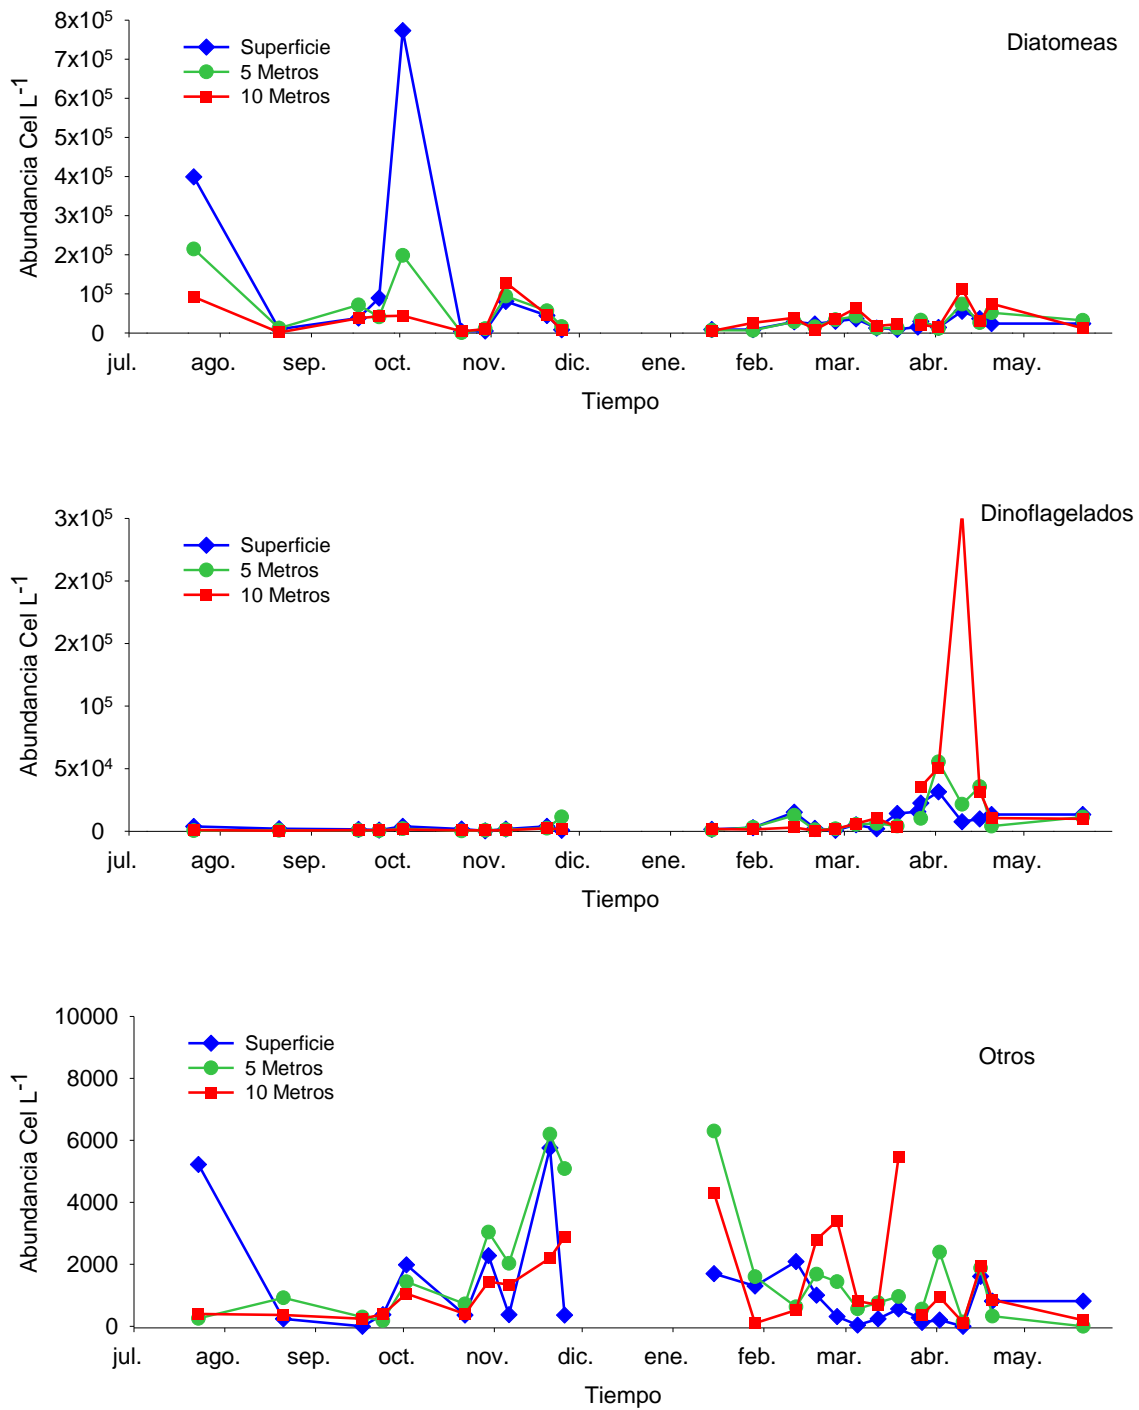 Diatomeas
Superficie
5 Metros
10 Metros
Abundancia Cel L⁻¹
8x10⁵
7x10⁵
6x10⁵
5x10⁵
4x10⁵
3x10⁵
2x10⁵
10⁵
0
jul. ago. sep. oct. nov. dic. ene. feb. mar. abr. may.
Tiempo
Dinoflagelados
Superficie
5 Metros
10 Metros
Abundancia Cel L⁻¹
3x10⁵
2x10⁵
2x10⁵
10⁵
5x10⁴
0
jul. ago. sep. oct. nov. dic. ene. feb. mar. abr. may.
Tiempo
Otros
Superficie
5 Metros
10 Metros
Abundancia Cel L⁻¹
10000
8000
6000
4000
2000
0
jul. ago. sep. oct. nov. dic. ene. feb. mar. abr. may.
Tiempo